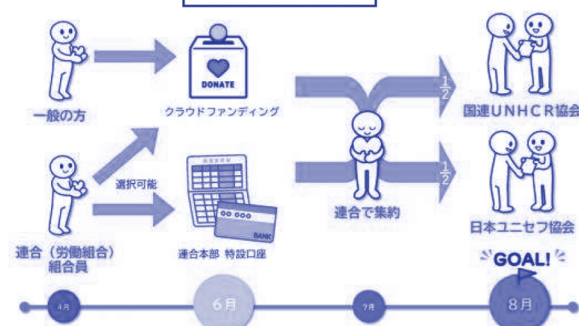 DONATE
一般の方
クラウドファンディング
1/2
国連UNHCR協会
選択可能
BANK
連合で集約
1/2
連合（労働組合）
組合員
連合本部 特設口座
日本ユニセフ協会
GOAL!
4月
6月
7月
8月